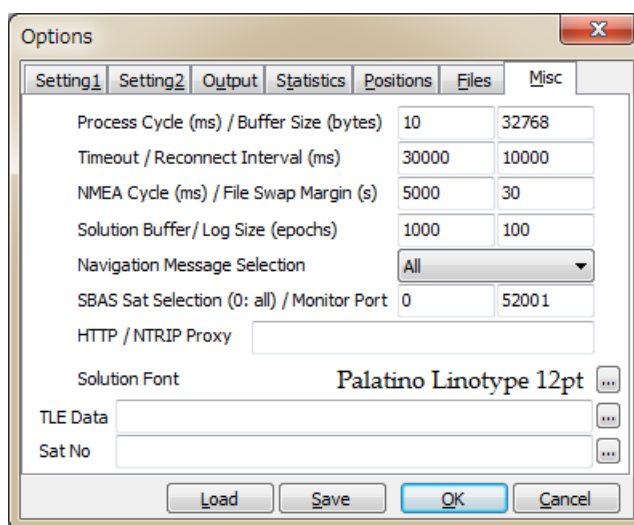 Options
Setting1 Setting2 Output Statistics Positions Files Misc
Process Cycle (ms) / Buffer Size (bytes) 10 32768
Timeout / Reconnect Interval (ms) 30000 10000
NMEA Cycle (ms) / File Swap Margin (s) 5000 30
Solution Buffer/ Log Size (epochs) 1000 100
Navigation Message Selection All
SBAS Sat Selection (0: all) / Monitor Port 0 52001
HTTP / NTRIP Proxy
Solution Font Palatino Linotype 12pt ...
TLE Data ...
Sat No ...
Load Save OK Cancel